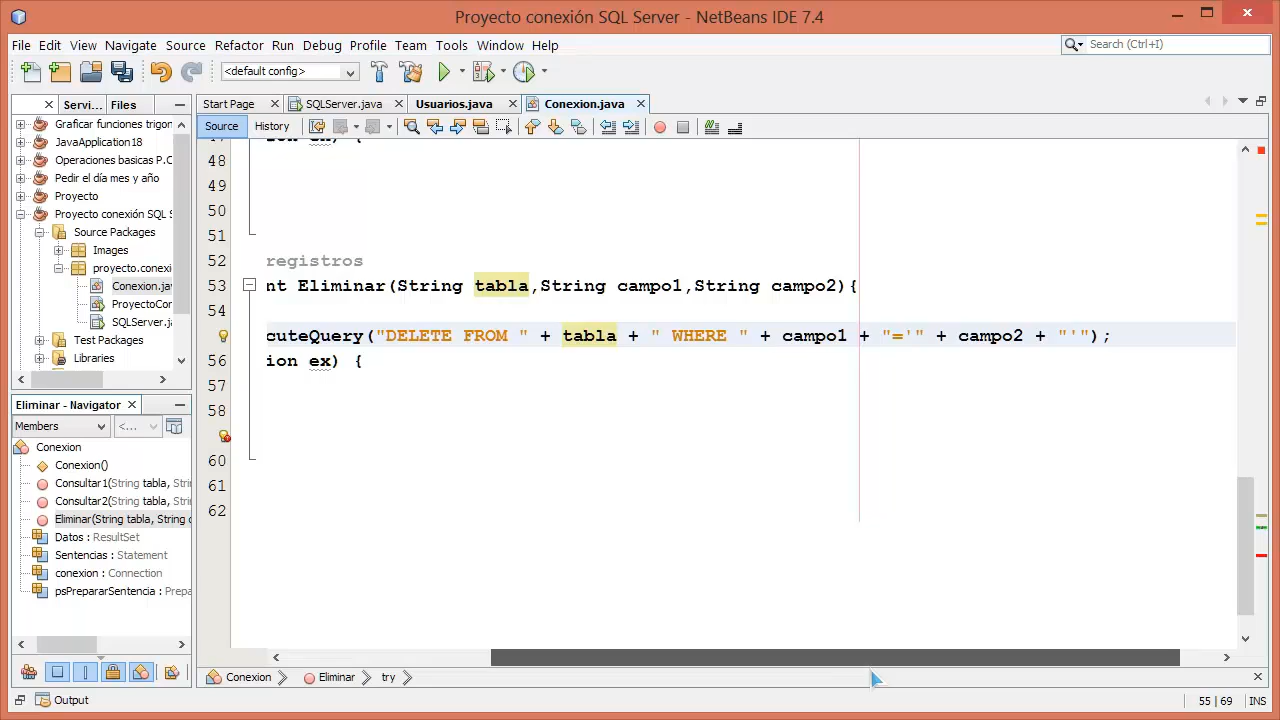 Proyecto conexión SQL Server - NetBeans IDE 7.4
File Edit View Navigate Source Refactor Run Debug Profile Team Tools Window Help
Search (Ctrl+I)
<default config>
Servi... Files
Start Page SQLServer.java Usuarios.java Conexion.java
Source History
Graficar funciones trigon
JavaApplication18
Operaciones basicas P.C
Pedir el día mes y año
Proyecto
Proyecto conexión SQL S
Source Packages
Images
proyecto.conexi
Conexion.jav
ProyectoCor
SQLServer.ja
Test Packages
Libraries
48
49
50
51
52 registros
53 nt Eliminar(String tabla,String campo1,String campo2){
54
cuteQuery("DELETE FROM " + tabla + " WHERE " + campo1 + "='" + campo2 + "'");
56 ion ex) {
57
58
60
61
62
Eliminar - Navigator
Members <...
Conexion
Conexion()
Consultar1(String tabla, Strin
Consultar2(String tabla, Strin
Eliminar(String tabla, String c
Datos : ResultSet
Sentencias : Statement
conexion : Connection
psPrepararSentencia : Prepa
Conexion Eliminar try
Output
55 | 69 INS